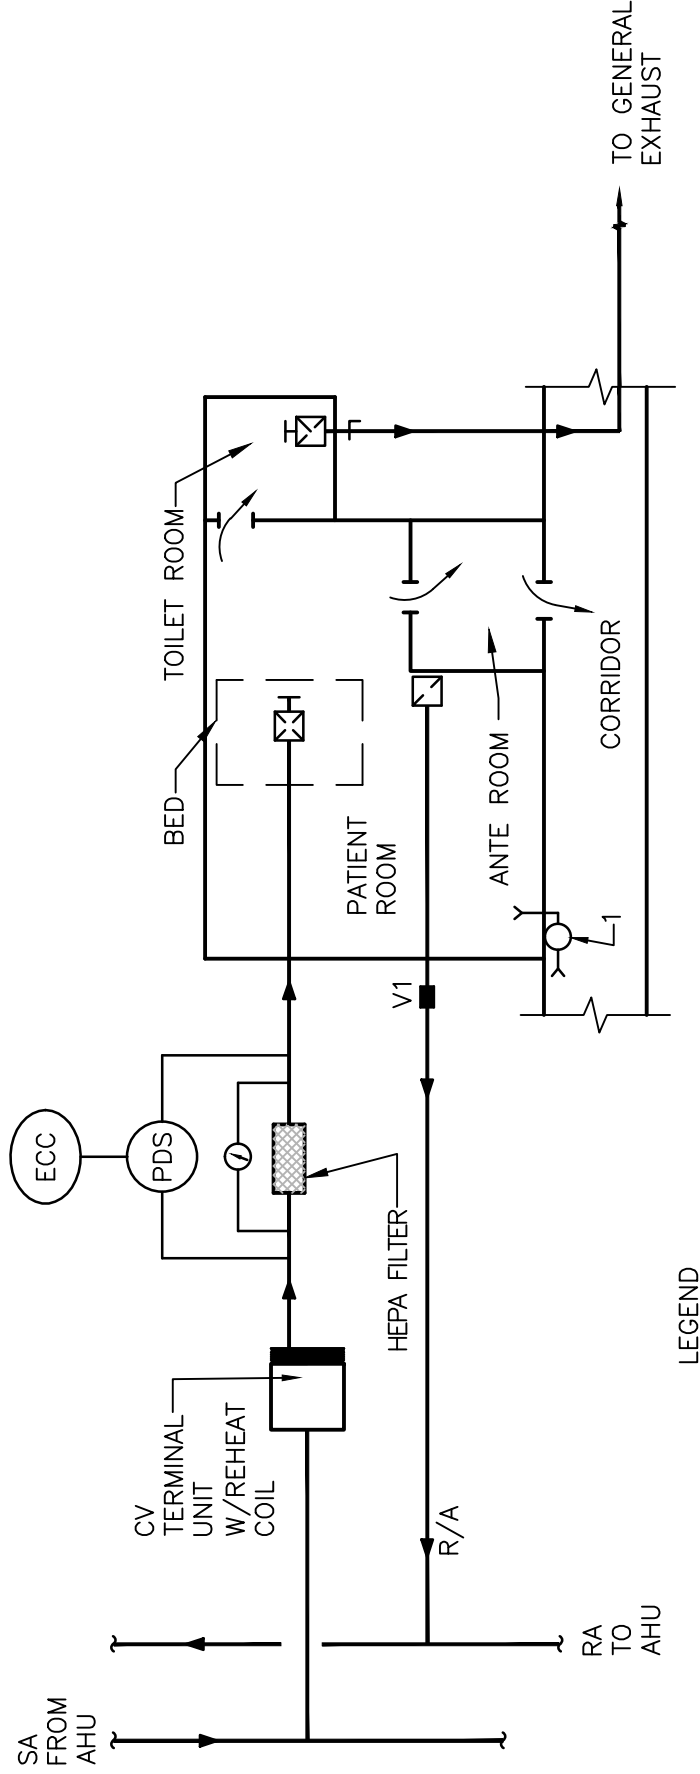 SA
FROM
AHU
RA
TO
AHU
CV
TERMINAL
UNIT
W/REHEAT
COIL
R/A
ECC
PDS
HEPA FILTER
V1
BED
PATIENT
ROOM
TOILET ROOM
ANTE ROOM
CORRIDOR
L1
TO GENERAL
EXHAUST
LEGEND